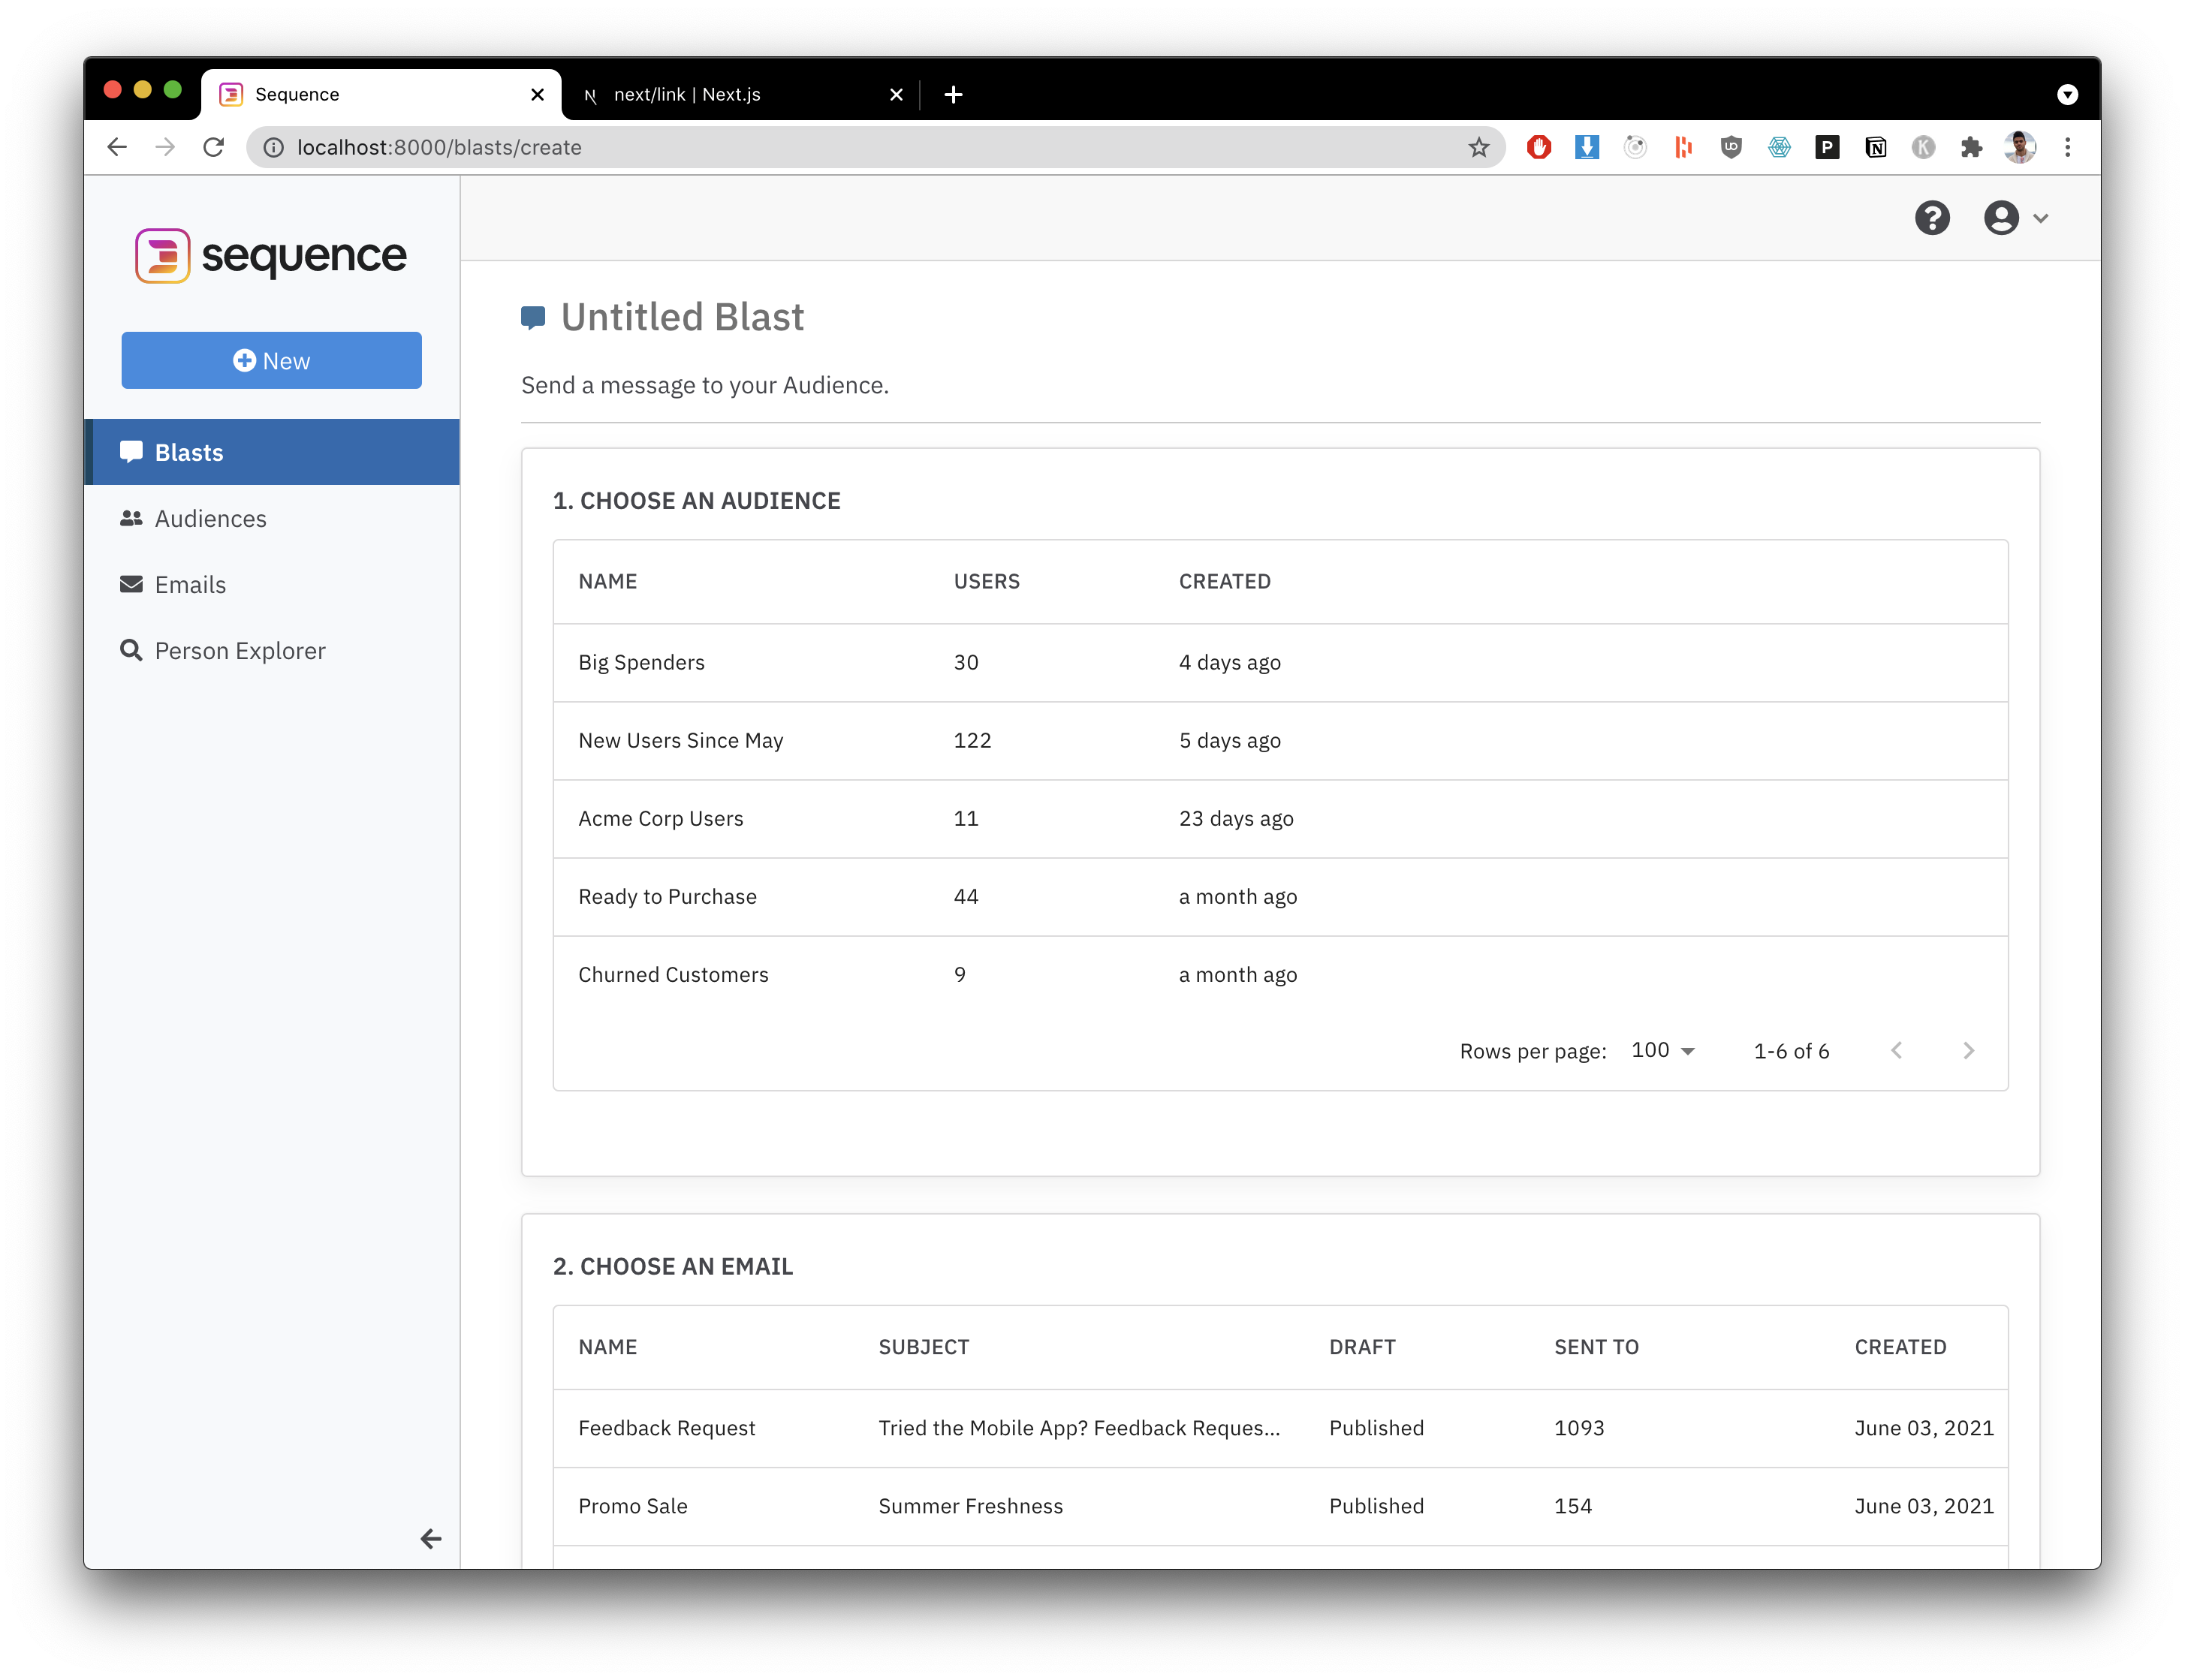 Sequence
next/link | Next.js
localhost:8000/blasts/create
sequence
New
Blasts
Audiences
Emails
Person Explorer
Untitled Blast
Send a message to your Audience.
1. CHOOSE AN AUDIENCE
NAME USERS CREATED
Big Spenders 30 4 days ago
New Users Since May 122 5 days ago
Acme Corp Users 11 23 days ago
Ready to Purchase 44 a month ago
Churned Customers 9 a month ago
Rows per page: 100 1-6 of 6
2. CHOOSE AN EMAIL
NAME SUBJECT DRAFT SENT TO CREATED
Feedback Request Tried the Mobile App? Feedback Reques... Published 1093 June 03, 2021
Promo Sale Summer Freshness Published 154 June 03, 2021